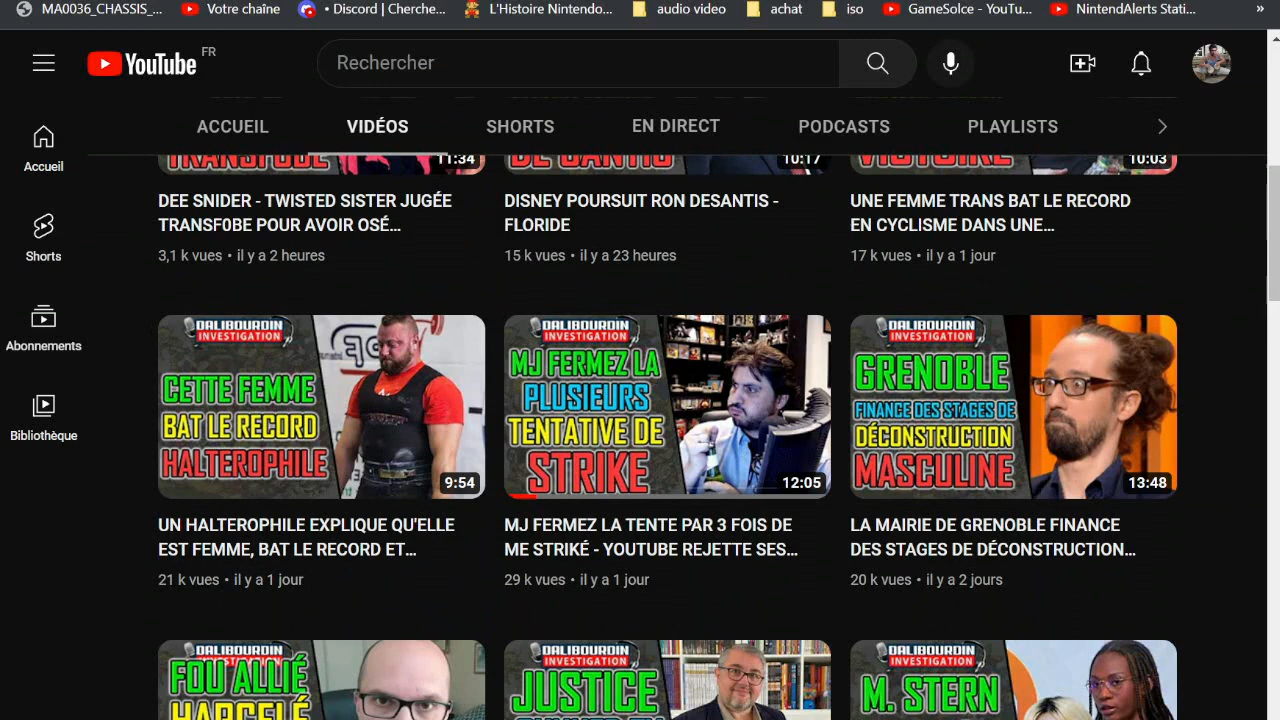 MA0036_CHASSIS_...
Votre chaîne
• Discord | Cherche...
L'Histoire Nintendo...
audio video
achat
iso
GameSolce - YouTu...
NintendAlerts Stati...
»
YouTube FR
Rechercher
ACCUEIL
VIDÉOS
SHORTS
EN DIRECT
PODCASTS
PLAYLISTS
Accueil
Shorts
Abonnements
Bibliothèque
TRANSFOBE
11:34
DE SANTIS
10:17
VICTOIRE
10:03
DEE SNIDER - TWISTED SISTER JUGÉE
TRANSF0BE POUR AVOIR OSÉ...
3,1 k vues • il y a 2 heures
DISNEY POURSUIT RON DESANTIS -
FLORIDE
15 k vues • il y a 23 heures
UNE FEMME TRANS BAT LE RECORD
EN CYCLISME DANS UNE...
17 k vues • il y a 1 jour
DALIBOURDIN
INVESTIGATION
CETTE FEMME
BAT LE RECORD
HALTEROPHILE
9:54
DALIBOURDIN
INVESTIGATION
MJ FERMEZ LA
PLUSIEURS
TENTATIVE DE
STRIKE
12:05
DALIBOURDIN
INVESTIGATION
GRENOBLE
FINANCE DES STAGES DE
DÉCONSTRUCTION
MASCULINE
13:48
UN HALTEROPHILE EXPLIQUE QU'ELLE
EST FEMME, BAT LE RECORD ET...
21 k vues • il y a 1 jour
MJ FERMEZ LA TENTE PAR 3 FOIS DE
ME STRIKÉ - YOUTUBE REJETTE SES...
29 k vues • il y a 1 jour
LA MAIRIE DE GRENOBLE FINANCE
DES STAGES DE DÉCONSTRUCTION...
20 k vues • il y a 2 jours
DALIBOURDIN
INVESTIGATION
FOU ALLIÉ
HARCELÉ
DALIBOURDIN
INVESTIGATION
JUSTICE
DALIBOURDIN
INVESTIGATION
M. STERN